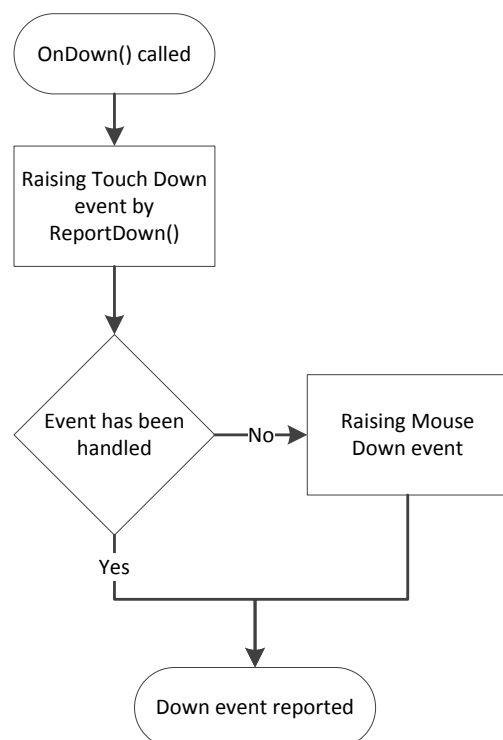 OnDown() called
Raising Touch Down
event by
ReportDown()
Event has been
handled
No
Raising Mouse
Down event
Yes
Down event reported